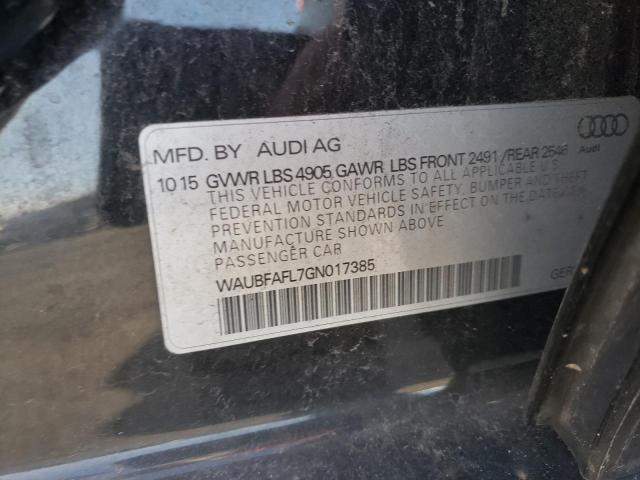 MFD. BY AUDI AG
Audi
10 15 GVWR LBS 4905 GAWR LBS FRONT 2491 / REAR 2546
THIS VEHICLE CONFORMS TO ALL APPLICABLE U.S.
FEDERAL MOTOR VEHICLE SAFETY, BUMPER AND THEFT
PREVENTION STANDARDS IN EFFECT ON THE DATE OF
MANUFACTURE SHOWN ABOVE
PASSENGER CAR
WAUBFAFL7GN017385
GER